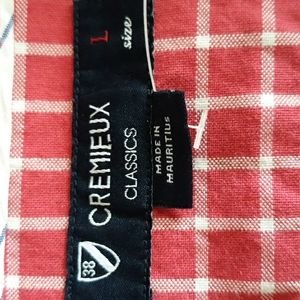 38
CREMIEUX
CLASSICS
L
size
MADE IN
MAURITIUS